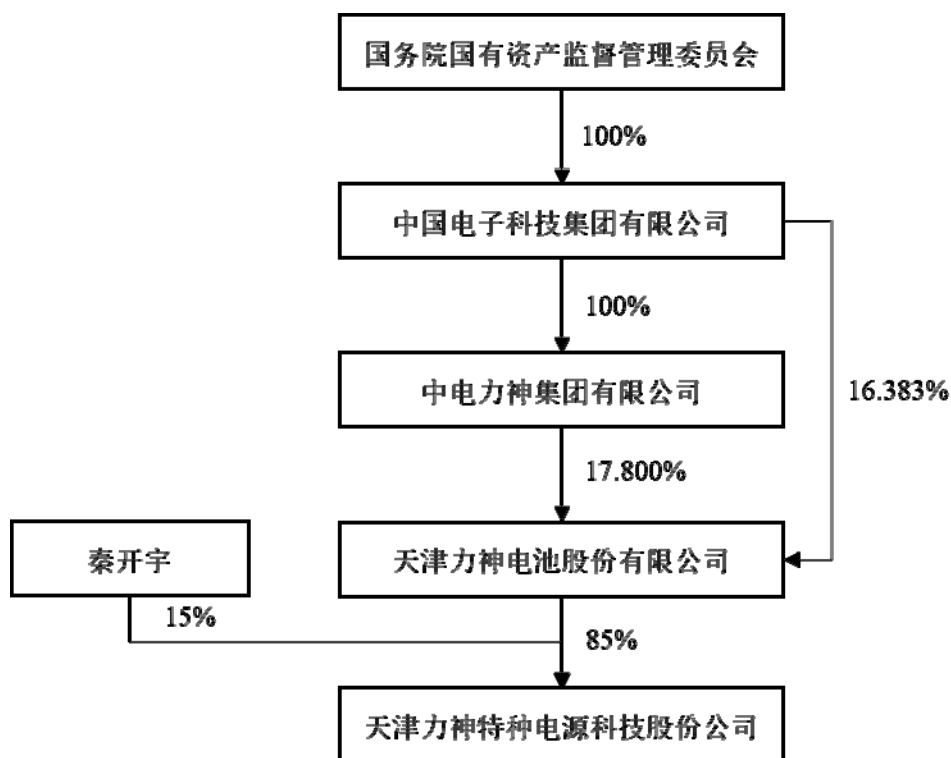 国务院国有资产监督管理委员会
100%
中国电子科技集团有限公司
100%
16.383%
中电力神集团有限公司
17.800%
秦开宇
天津力神电池股份有限公司
15%
85%
天津力神特种电源科技股份公司